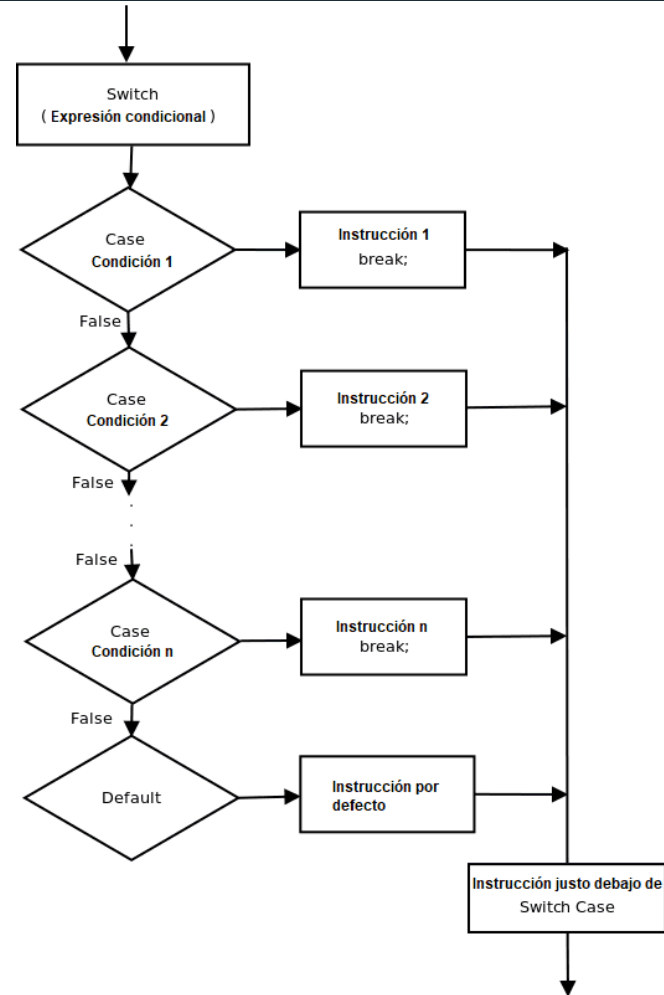 Switch
( Expresión condicional )
Case
Condición 1
Instrucción 1
break;
False
Case
Condición 2
Instrucción 2
break;
False
False
Case
Condición n
Instrucción n
break;
False
Default
Instrucción por
defecto
Instrucción justo debajo de
Switch Case